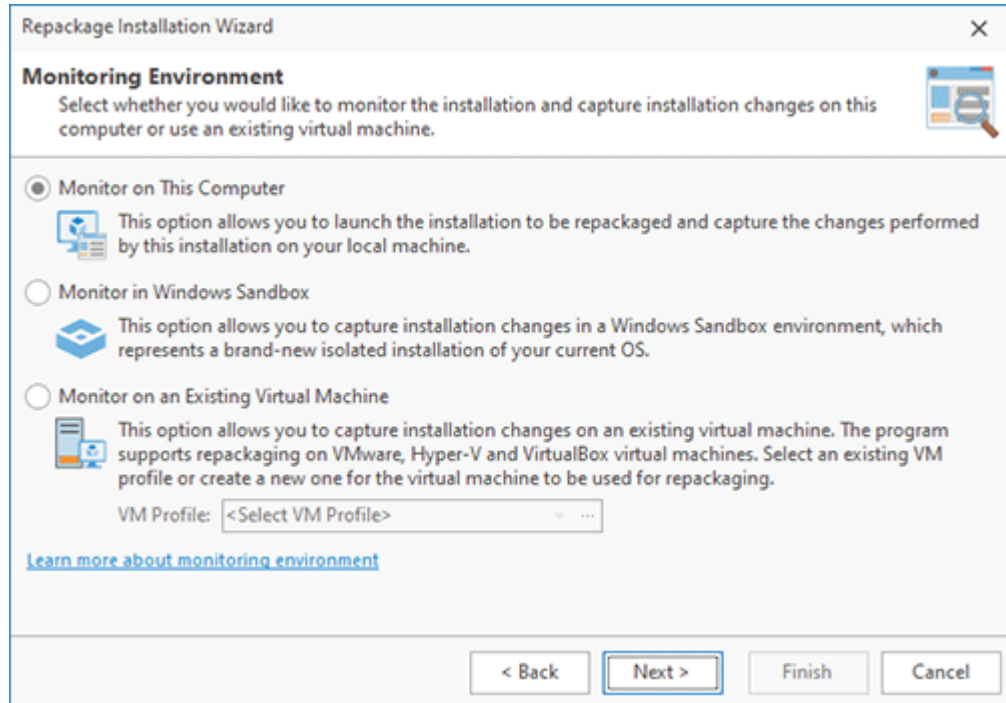 Repackage Installation Wizard
Monitoring Environment
Select whether you would like to monitor the installation and capture installation changes on this
computer or use an existing virtual machine.
Monitor on This Computer
This option allows you to launch the installation to be repackaged and capture the changes performed
by this installation on your local machine.
Monitor in Windows Sandbox
This option allows you to capture installation changes in a Windows Sandbox environment, which
represents a brand-new isolated installation of your current OS.
Monitor on an Existing Virtual Machine
This option allows you to capture installation changes on an existing virtual machine. The program
supports repackaging on VMware, Hyper-V and VirtualBox virtual machines. Select an existing VM
profile or create a new one for the virtual machine to be used for repackaging.
VM Profile: <Select VM Profile> ...
Learn more about monitoring environment
< Back Next > Finish Cancel